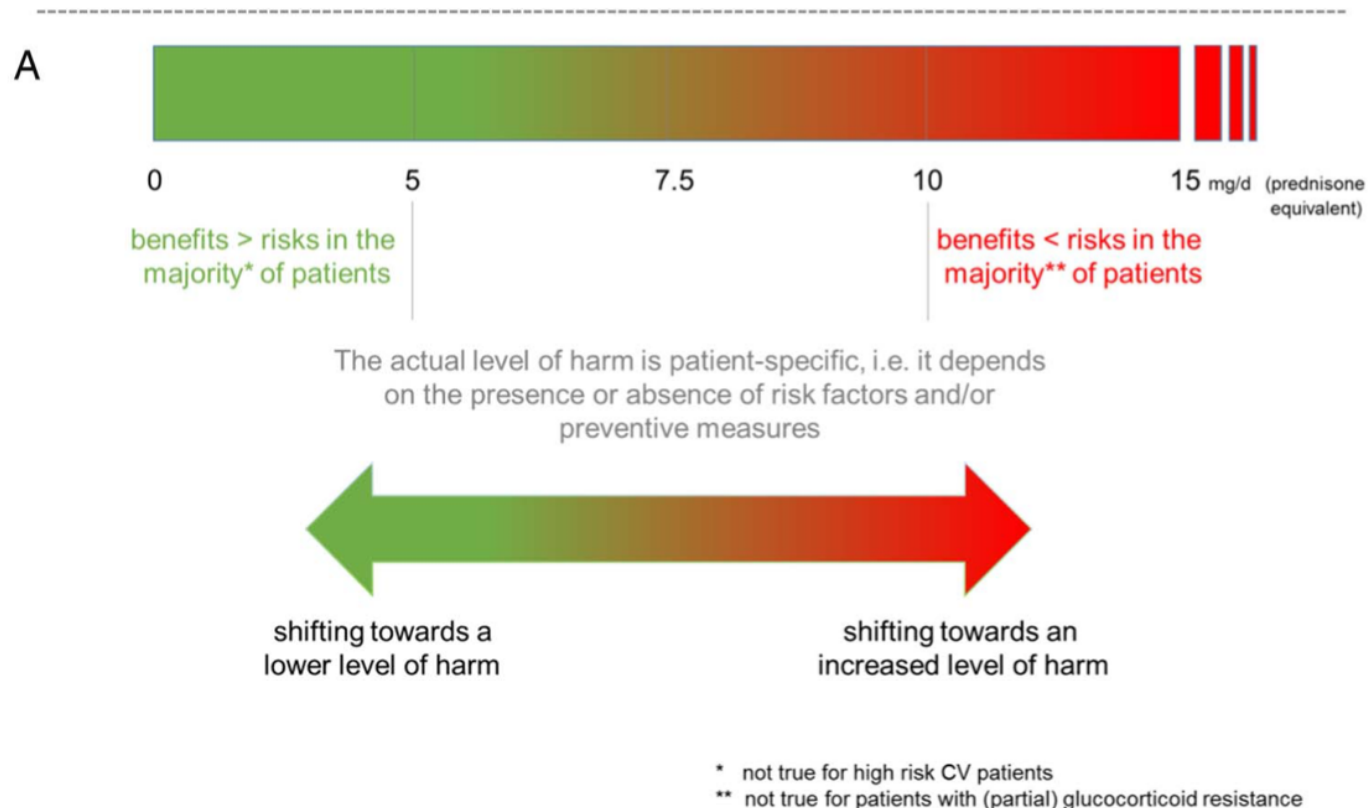 A
0 5 7.5 10 15 mg/d (prednisone
equivalent)
benefits > risks in the
majority* of patients
benefits < risks in the
majority** of patients
The actual level of harm is patient-specific, i.e. it depends
on the presence or absence of risk factors and/or
preventive measures
shifting towards a
lower level of harm
shifting towards an
increased level of harm
* not true for high risk CV patients
** not true for patients with (partial) glucocorticoid resistance